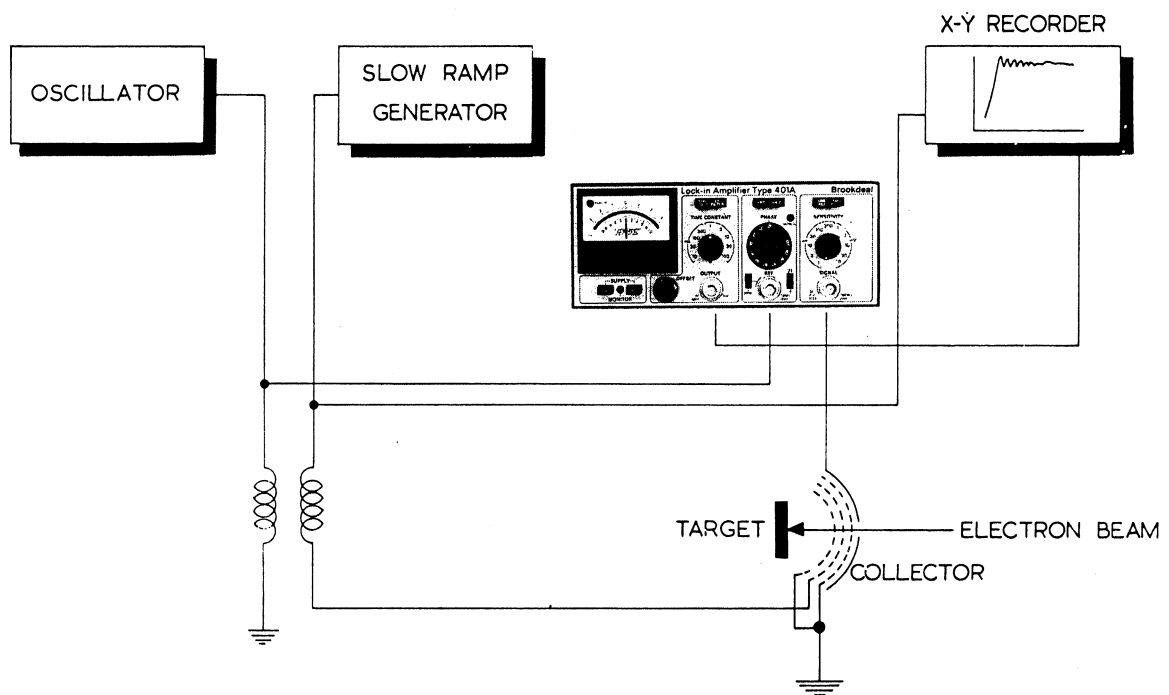 X-Y RECORDER
OSCILLATOR
SLOW RAMP
GENERATOR
Lock-in Amplifier Type 401A Brookdeal
TIME CONSTANT PHASE SENSITIVITY
OFFSET OUTPUT REF SIGNAL
SUPPLY
MONITOR
TARGET
ELECTRON BEAM
COLLECTOR